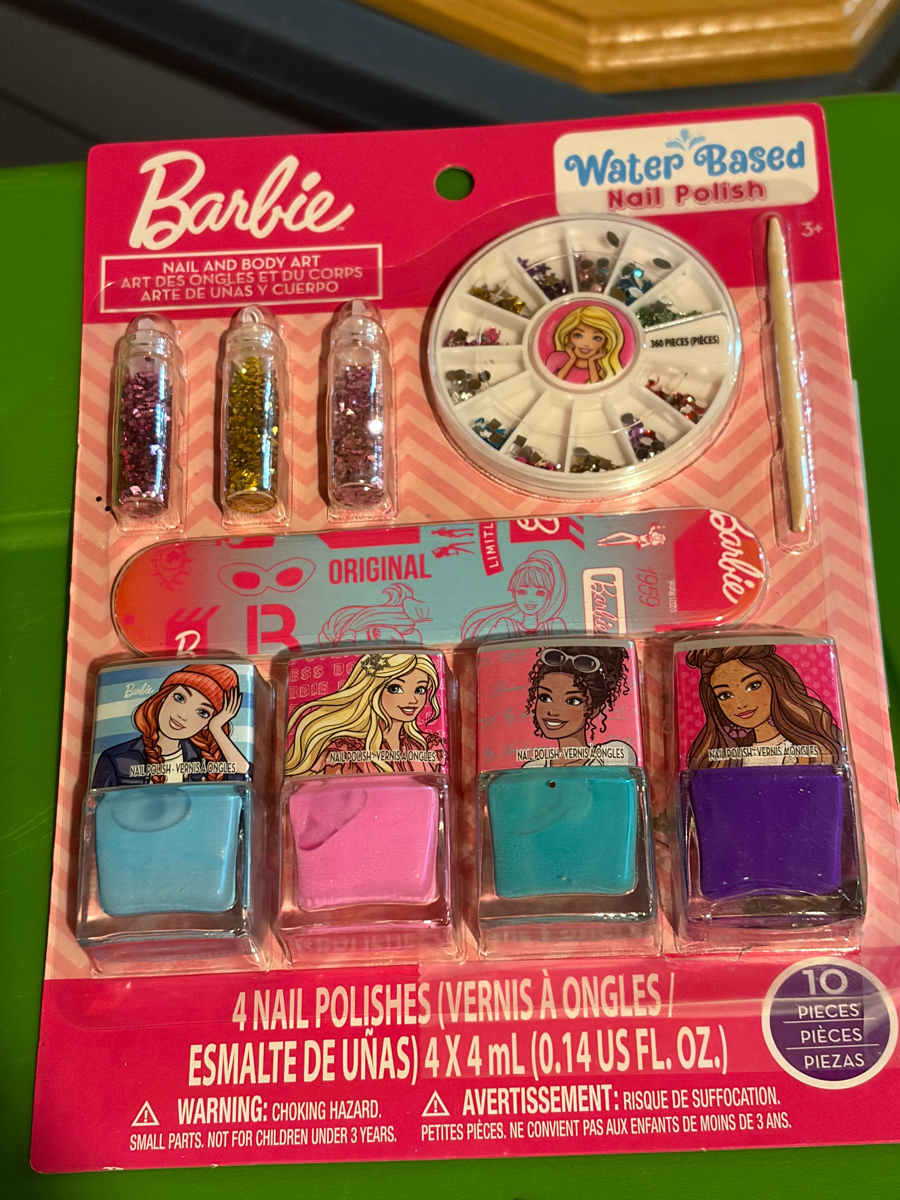 Barbie
Water Based
Nail Polish
3+
NAIL AND BODY ART
ART DES ONGLES ET DU CORPS
ARTE DE UÑAS Y CUERPO
360 PIECES (PIÈCES)
ORIGINAL
B
B
Barbie
1959
Barbie
B
Barbie
NAIL POLISH · VERNIS À ONGLES
NAIL POLISH · VERNIS À ONGLES
NAIL POLISH · VERNIS À ONGLES
NAIL POLISH · VERNIS À ONGLES
4 NAIL POLISHES (VERNIS À ONGLES /
ESMALTE DE UÑAS) 4 X 4 mL (0.14 US FL. OZ.)
10
PIECES
PIÈCES
PIEZAS
WARNING: CHOKING HAZARD.
SMALL PARTS. NOT FOR CHILDREN UNDER 3 YEARS.
AVERTISSEMENT: RISQUE DE SUFFOCATION.
PETITES PIÈCES. NE CONVIENT PAS AUX ENFANTS DE MOINS DE 3 ANS.